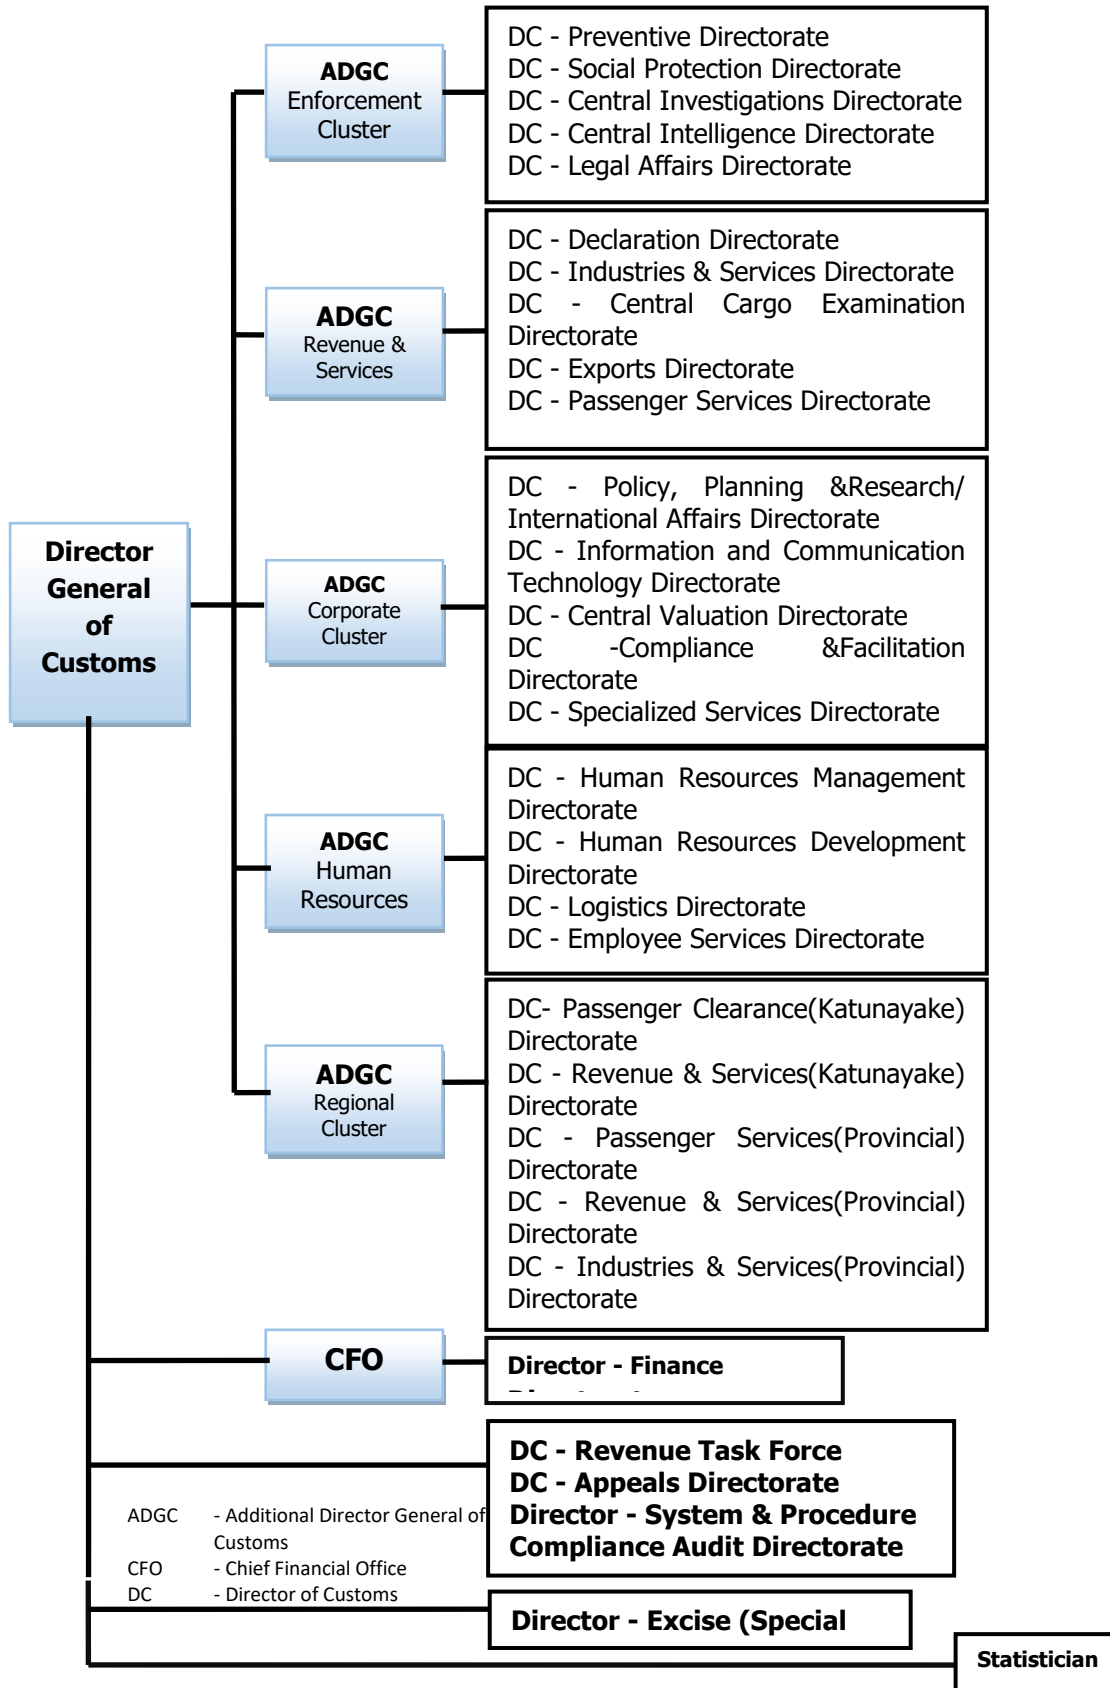 ADGC
Enforcement
Cluster
DC - Preventive Directorate
DC - Social Protection Directorate
DC - Central Investigations Directorate
DC - Central Intelligence Directorate
DC - Legal Affairs Directorate
ADGC
Revenue &
Services
DC - Declaration Directorate
DC - Industries & Services Directorate
DC - Central Cargo Examination
Directorate
DC - Exports Directorate
DC - Passenger Services Directorate
Director
General
of
Customs
ADGC
Corporate
Cluster
DC - Policy, Planning &Research/
International Affairs Directorate
DC - Information and Communication
Technology Directorate
DC - Central Valuation Directorate
DC -Compliance &Facilitation
Directorate
DC - Specialized Services Directorate
ADGC
Human
Resources
DC - Human Resources Management
Directorate
DC - Human Resources Development
Directorate
DC - Logistics Directorate
DC - Employee Services Directorate
ADGC
Regional
Cluster
DC- Passenger Clearance(Katunayake)
Directorate
DC - Revenue & Services(Katunayake)
Directorate
DC - Passenger Services(Provincial)
Directorate
DC - Revenue & Services(Provincial)
Directorate
DC - Industries & Services(Provincial)
Directorate
CFO
Director - Finance
DC - Revenue Task Force
DC - Appeals Directorate
Director - System & Procedure
Compliance Audit Directorate
ADGC - Additional Director General of
Customs
CFO - Chief Financial Office
DC - Director of Customs
Director - Excise (Special
Statistician